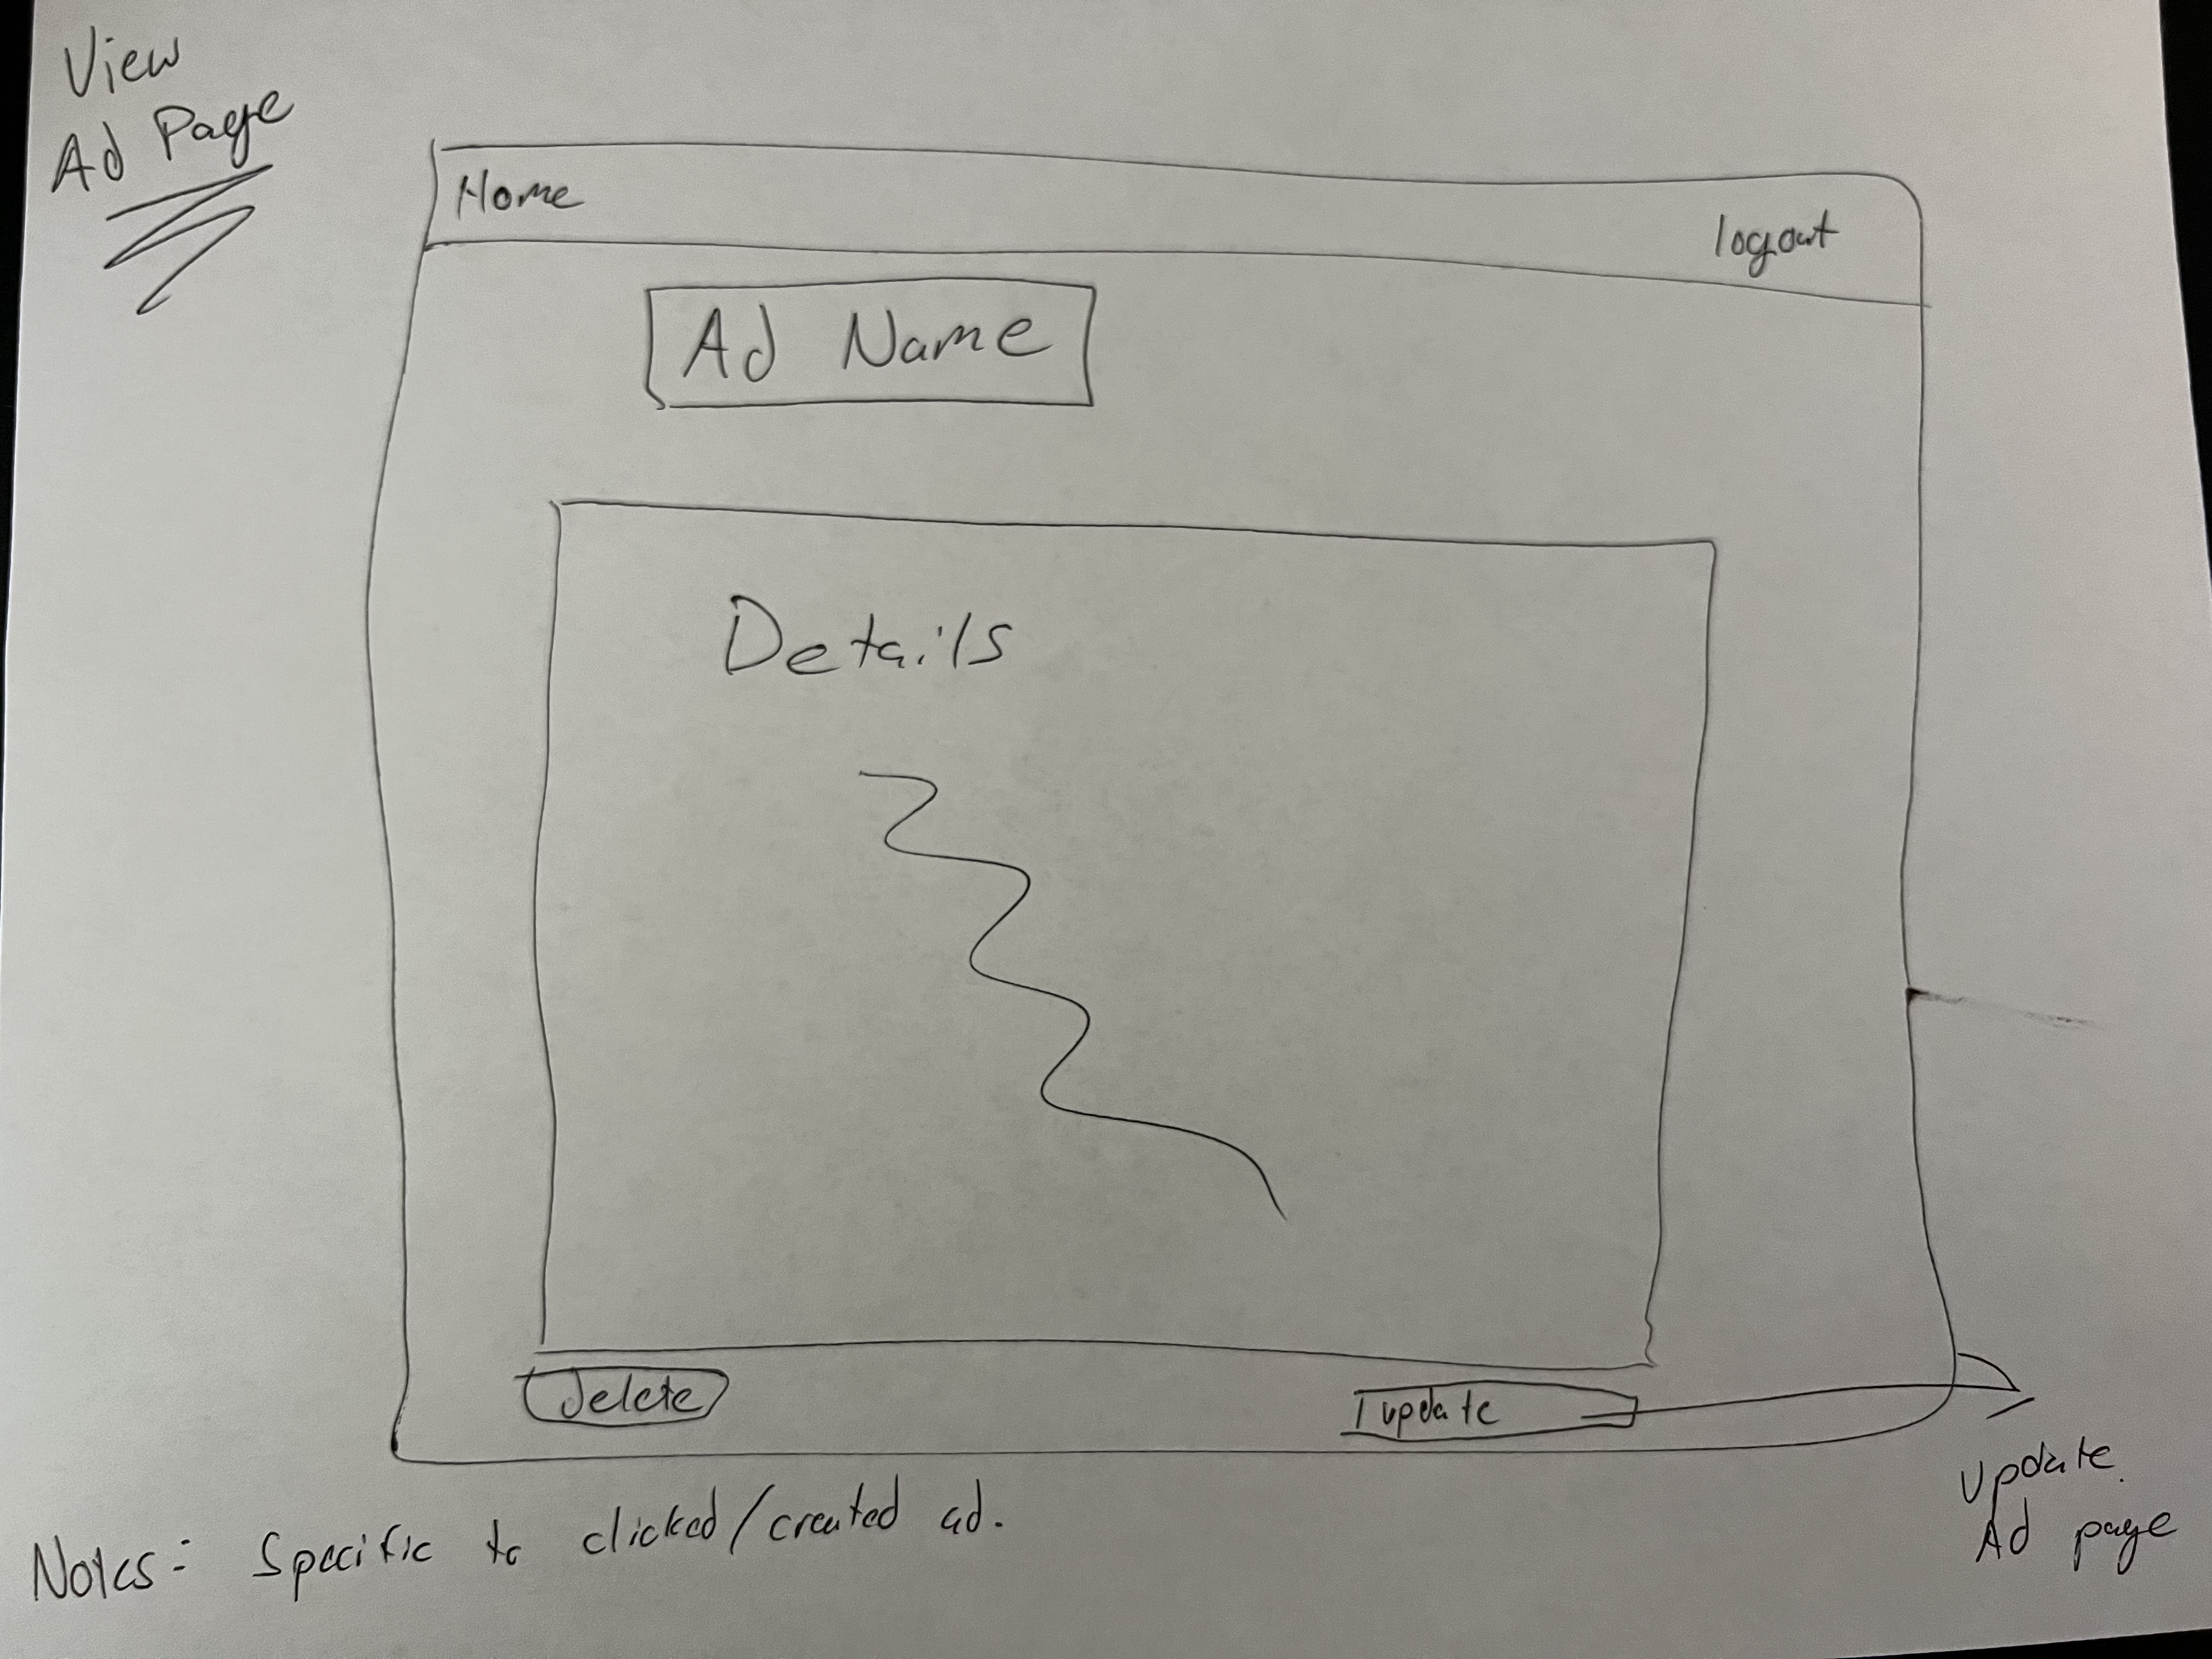 View
Ad Page
Home
logout
Ad Name
Details
Delete
update
Update
Ad page
Notes: Specific to clicked/created ad.